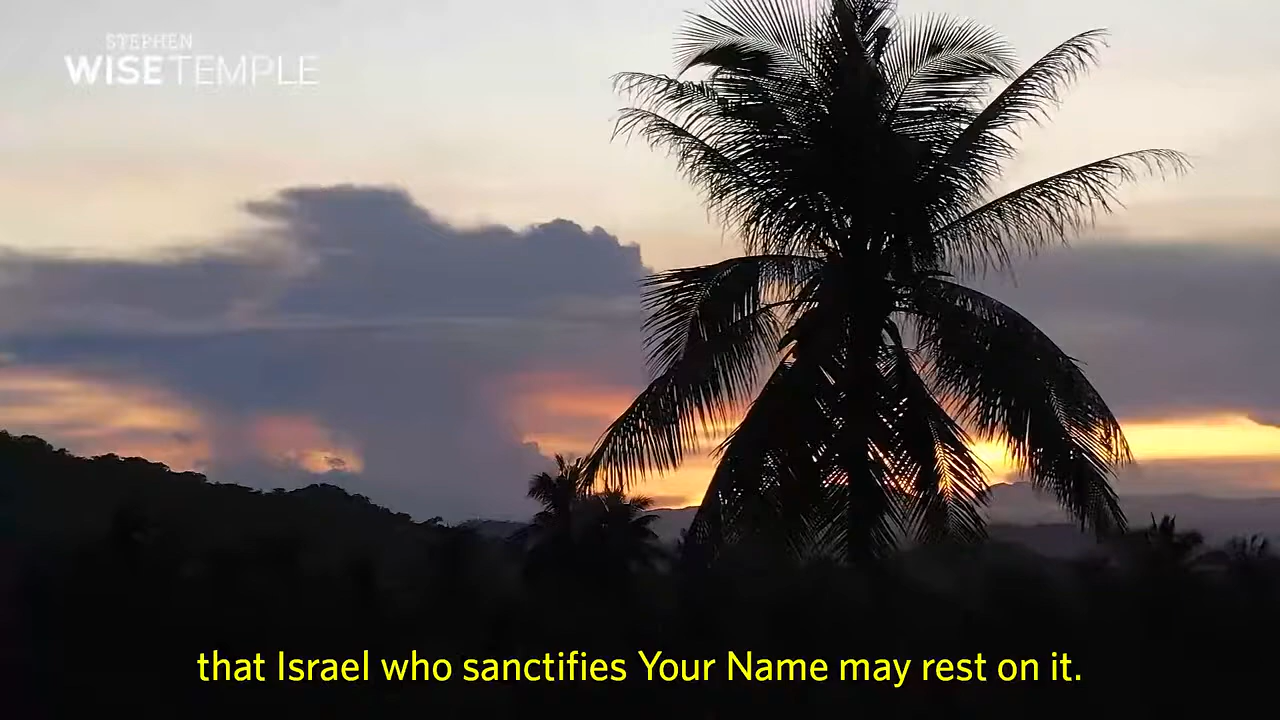 STEPHEN
WISE TEMPLE
that Israel who sanctifies Your Name may rest on it.